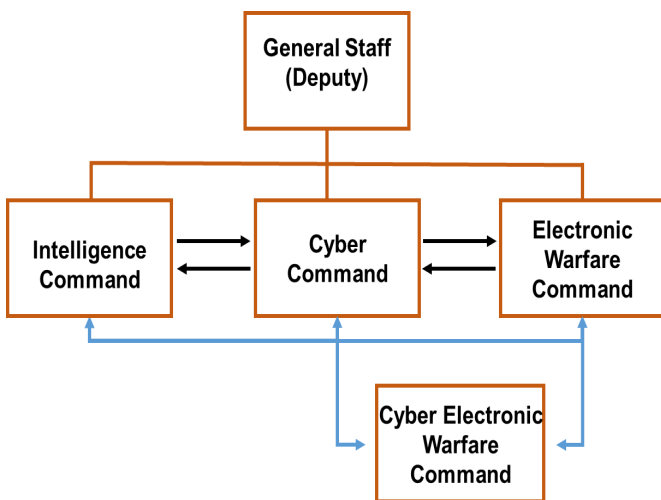 General Staff
(Deputy)
Intelligence
Command
Cyber
Command
Electronic
Warfare
Command
Cyber Electronic
Warfare
Command